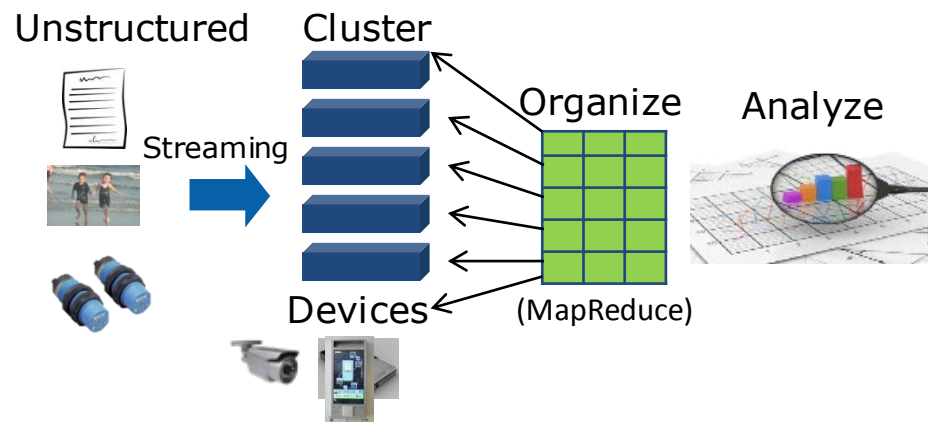 Unstructured
Cluster
Organize
Analyze
Streaming
Devices
(MapReduce)